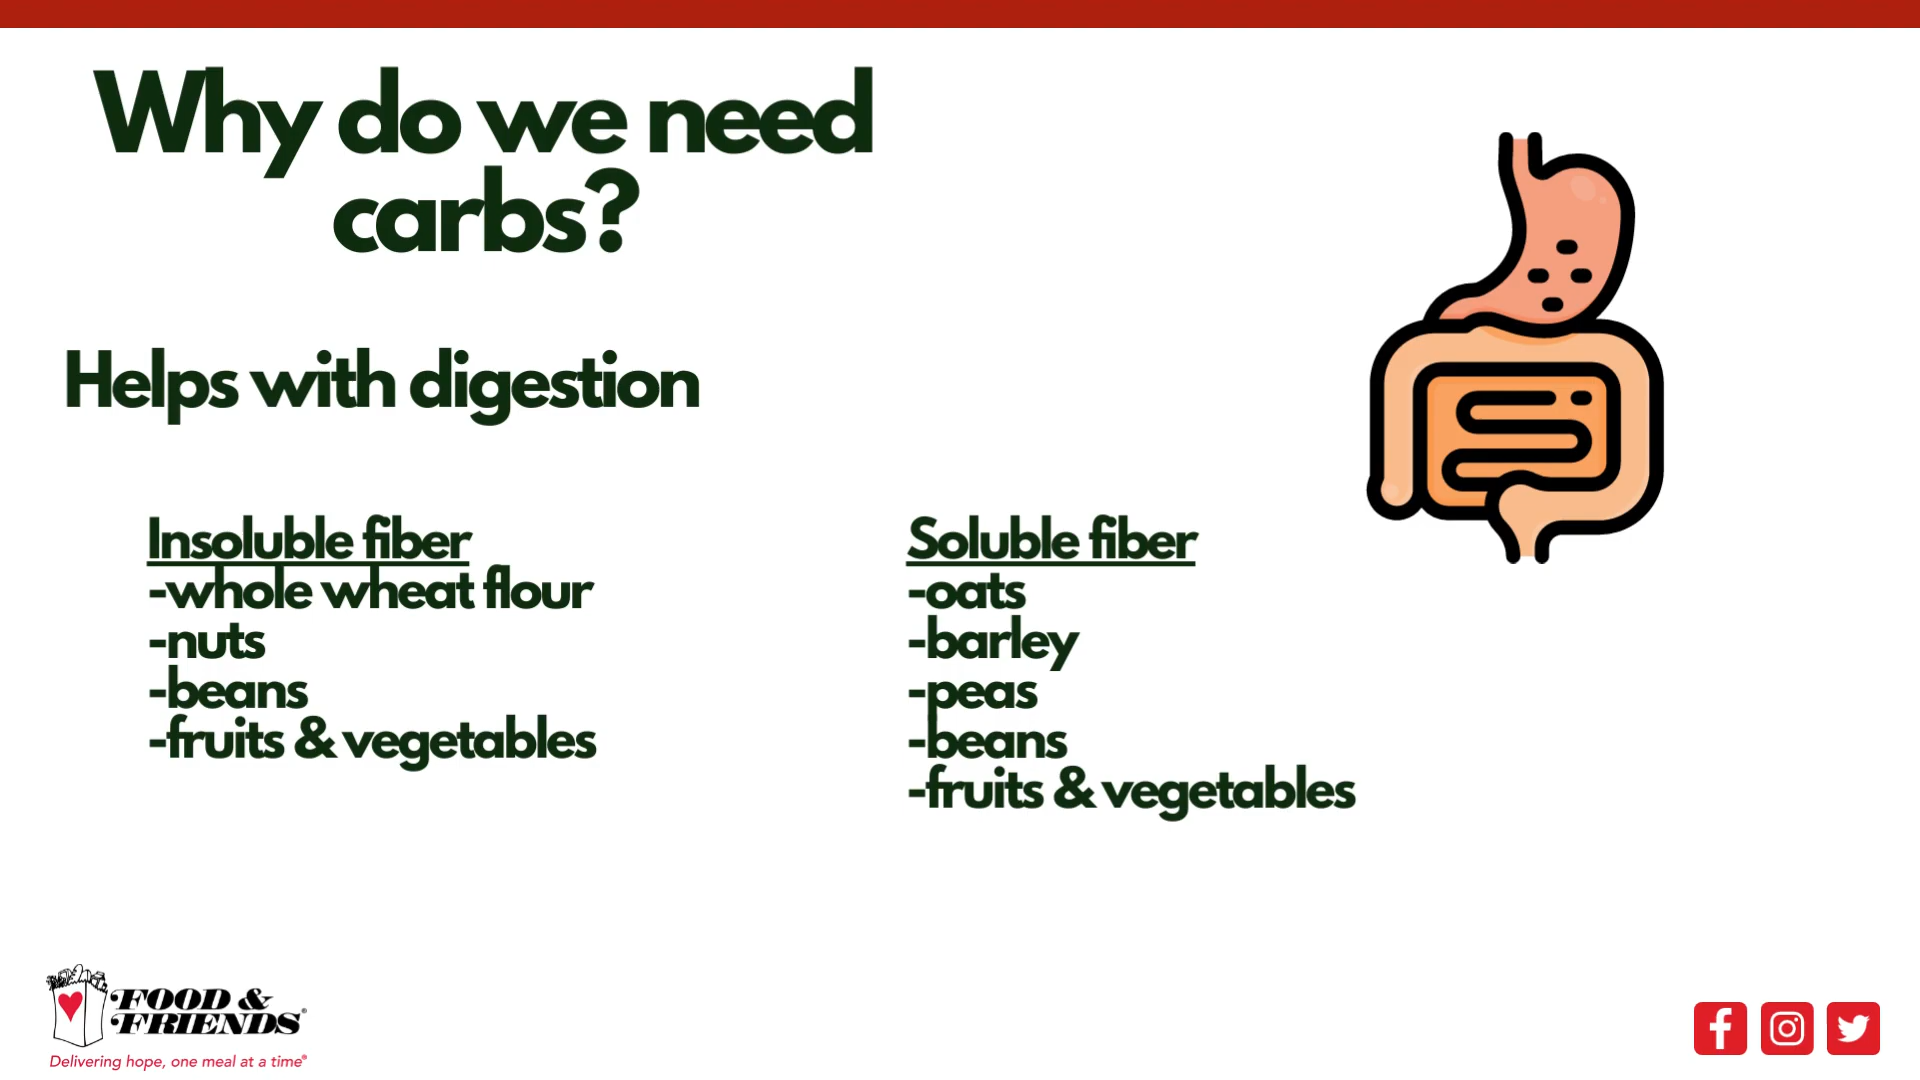 Why do we need
carbs?
Helps with digestion
Insoluble fiber
-whole wheat flour
-nuts
-beans
-fruits & vegetables
Soluble fiber
-oats
-barley
-peas
-beans
-fruits & vegetables
FOOD &
FRIENDS®
Delivering hope, one meal at a time®